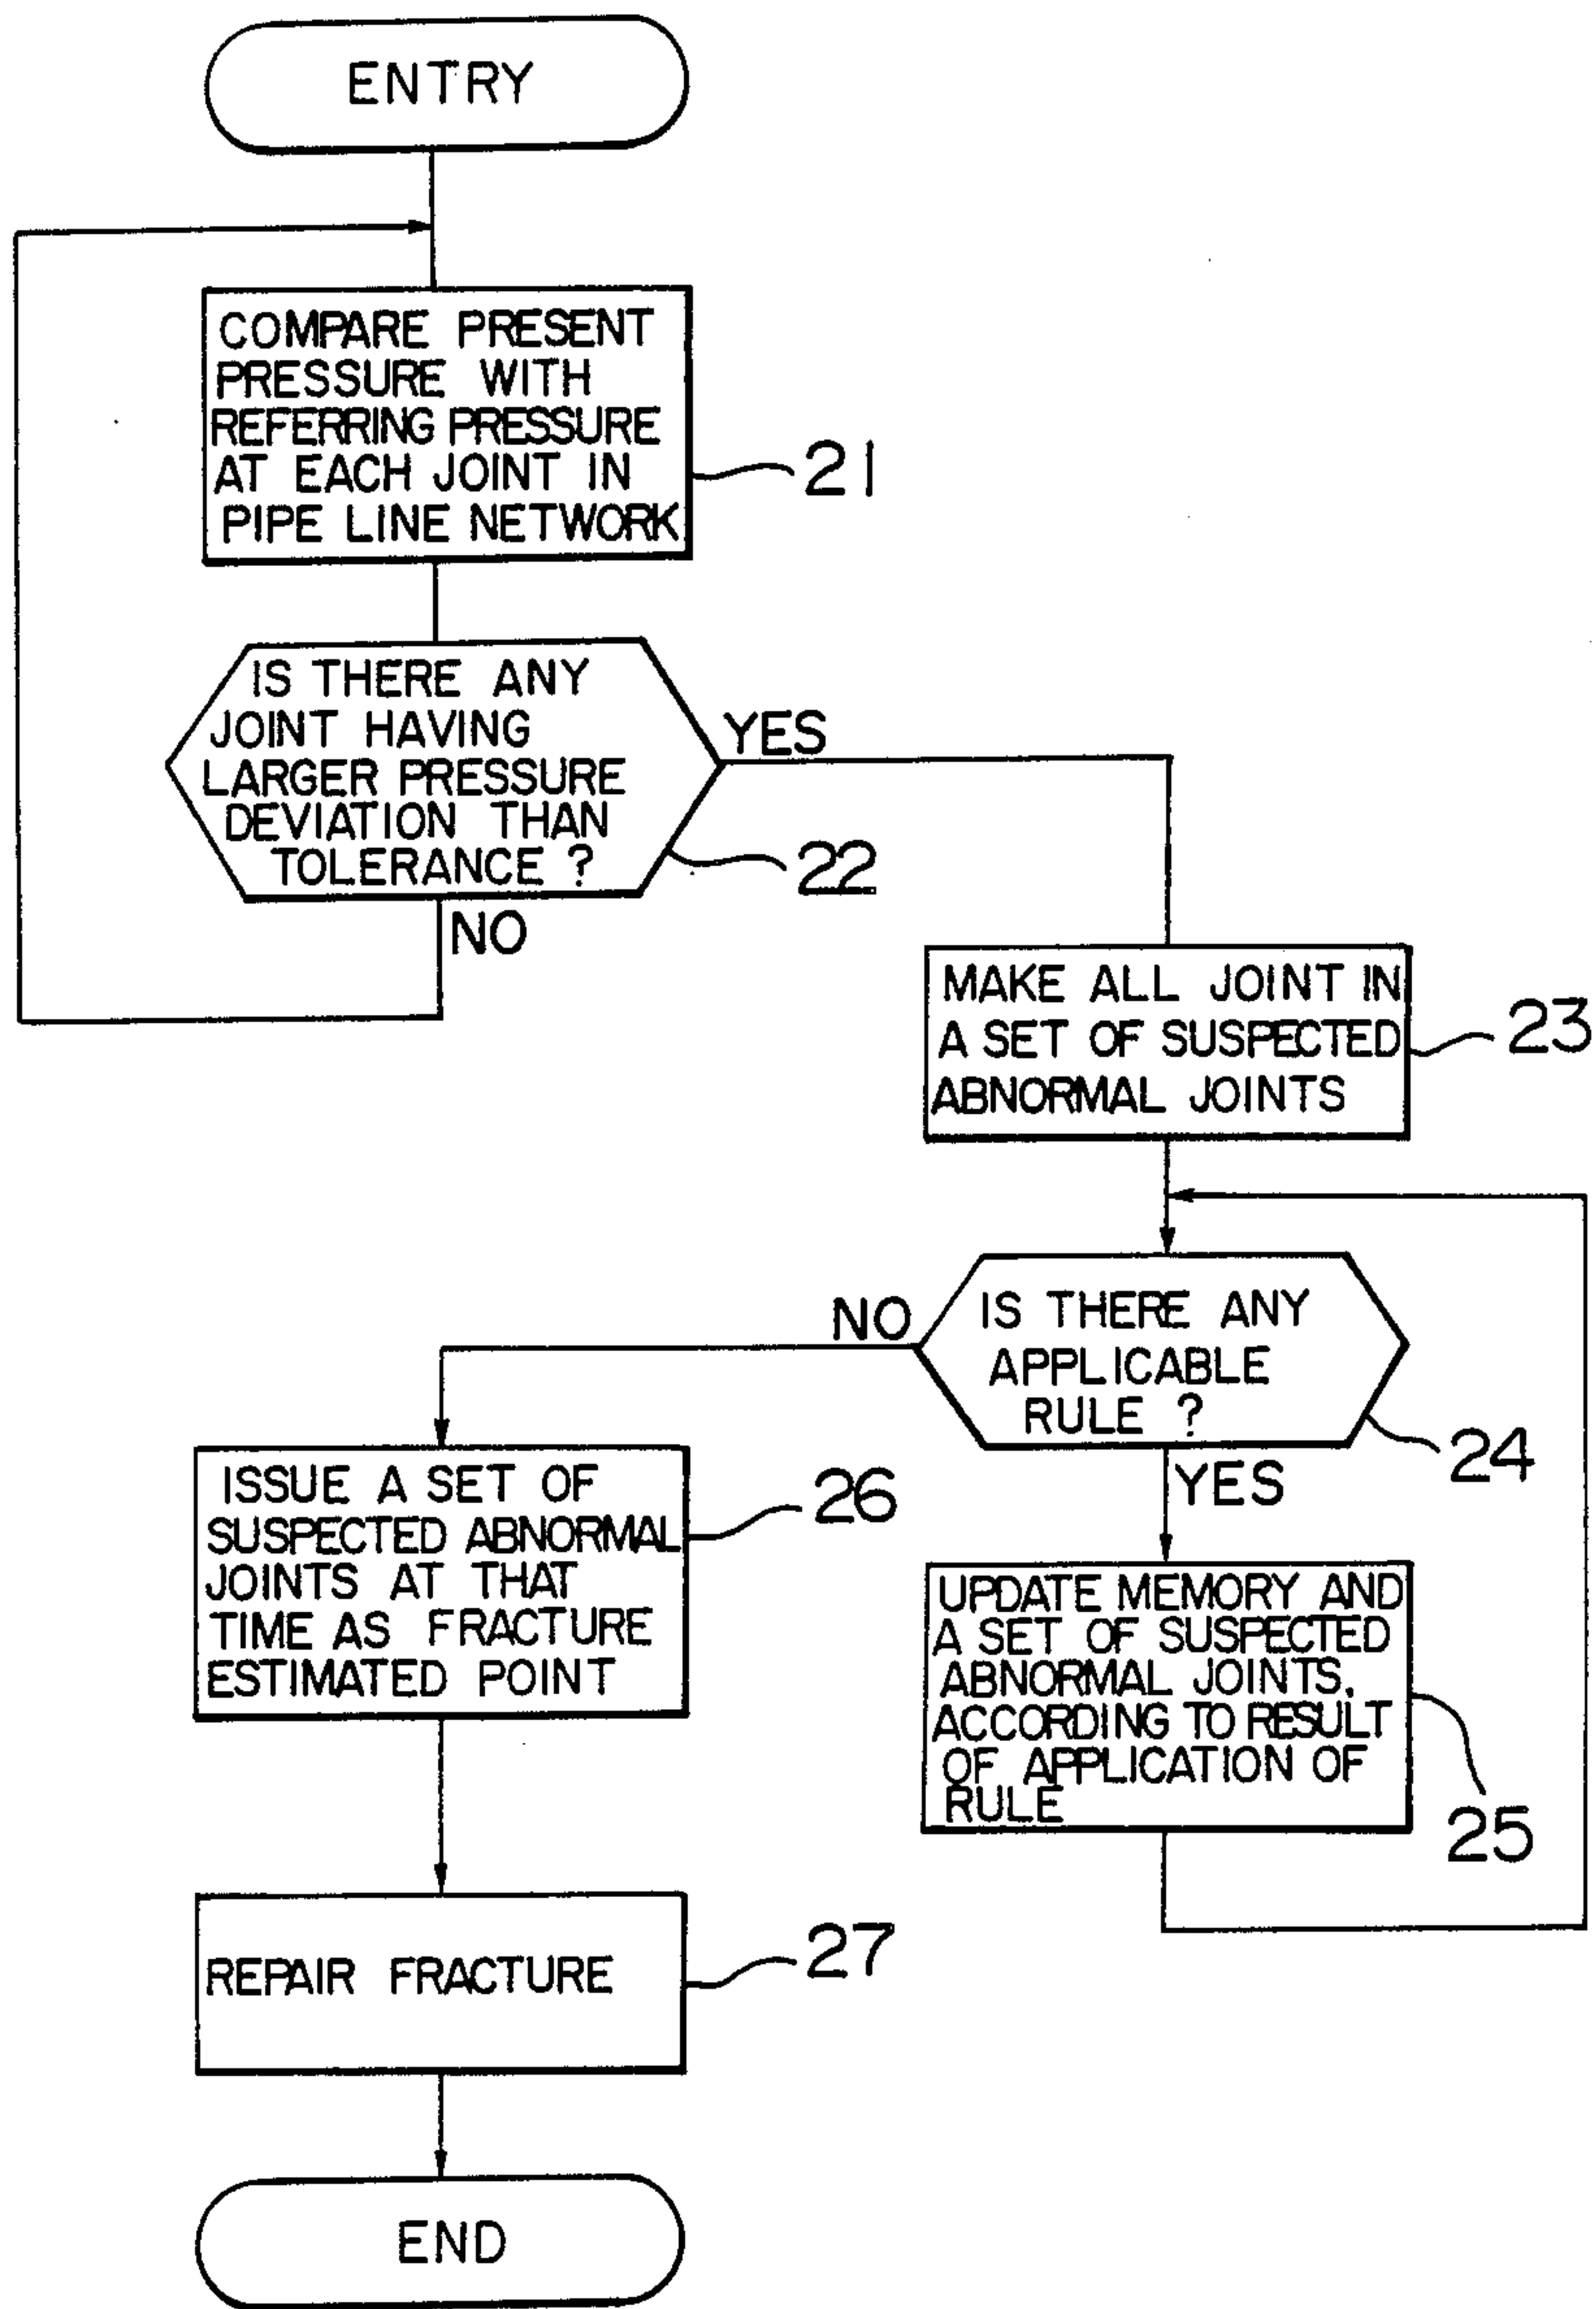 ENTRY
COMPARE PRESENT
PRESSURE WITH
REFERRING PRESSURE
AT EACH JOINT IN
PIPE LINE NETWORK
21
IS THERE ANY
JOINT HAVING
LARGER PRESSURE
DEVIATION THAN
TOLERANCE ?
22
YES
NO
MAKE ALL JOINT IN
A SET OF SUSPECTED
ABNORMAL JOINTS
23
IS THERE ANY
APPLICABLE
RULE ?
24
NO
YES
UPDATE MEMORY AND
A SET OF SUSPECTED
ABNORMAL JOINTS,
ACCORDING TO RESULT
OF APPLICATION OF
RULE
25
ISSUE A SET OF
SUSPECTED ABNORMAL
JOINTS AT THAT
TIME AS FRACTURE
ESTIMATED POINT
26
REPAIR FRACTURE
27
END